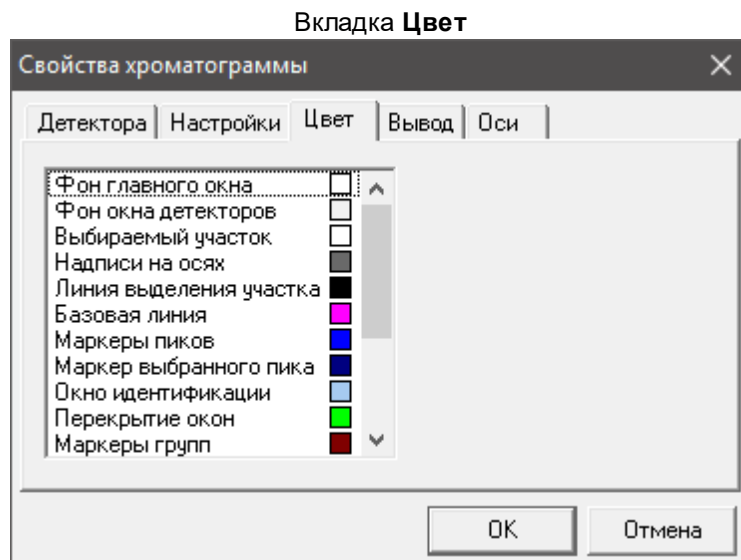 Вкладка Цвет
Свойства хроматограммы
Детектора Настройки Цвет Вывод Оси
Фон главного окна
Фон окна детекторов
Выбираемый участок
Надписи на осях
Линия выделения участка
Базовая линия
Маркеры пиков
Маркер выбранного пика
Окно идентификации
Перекрытие окон
Маркеры групп
ОК Отмена